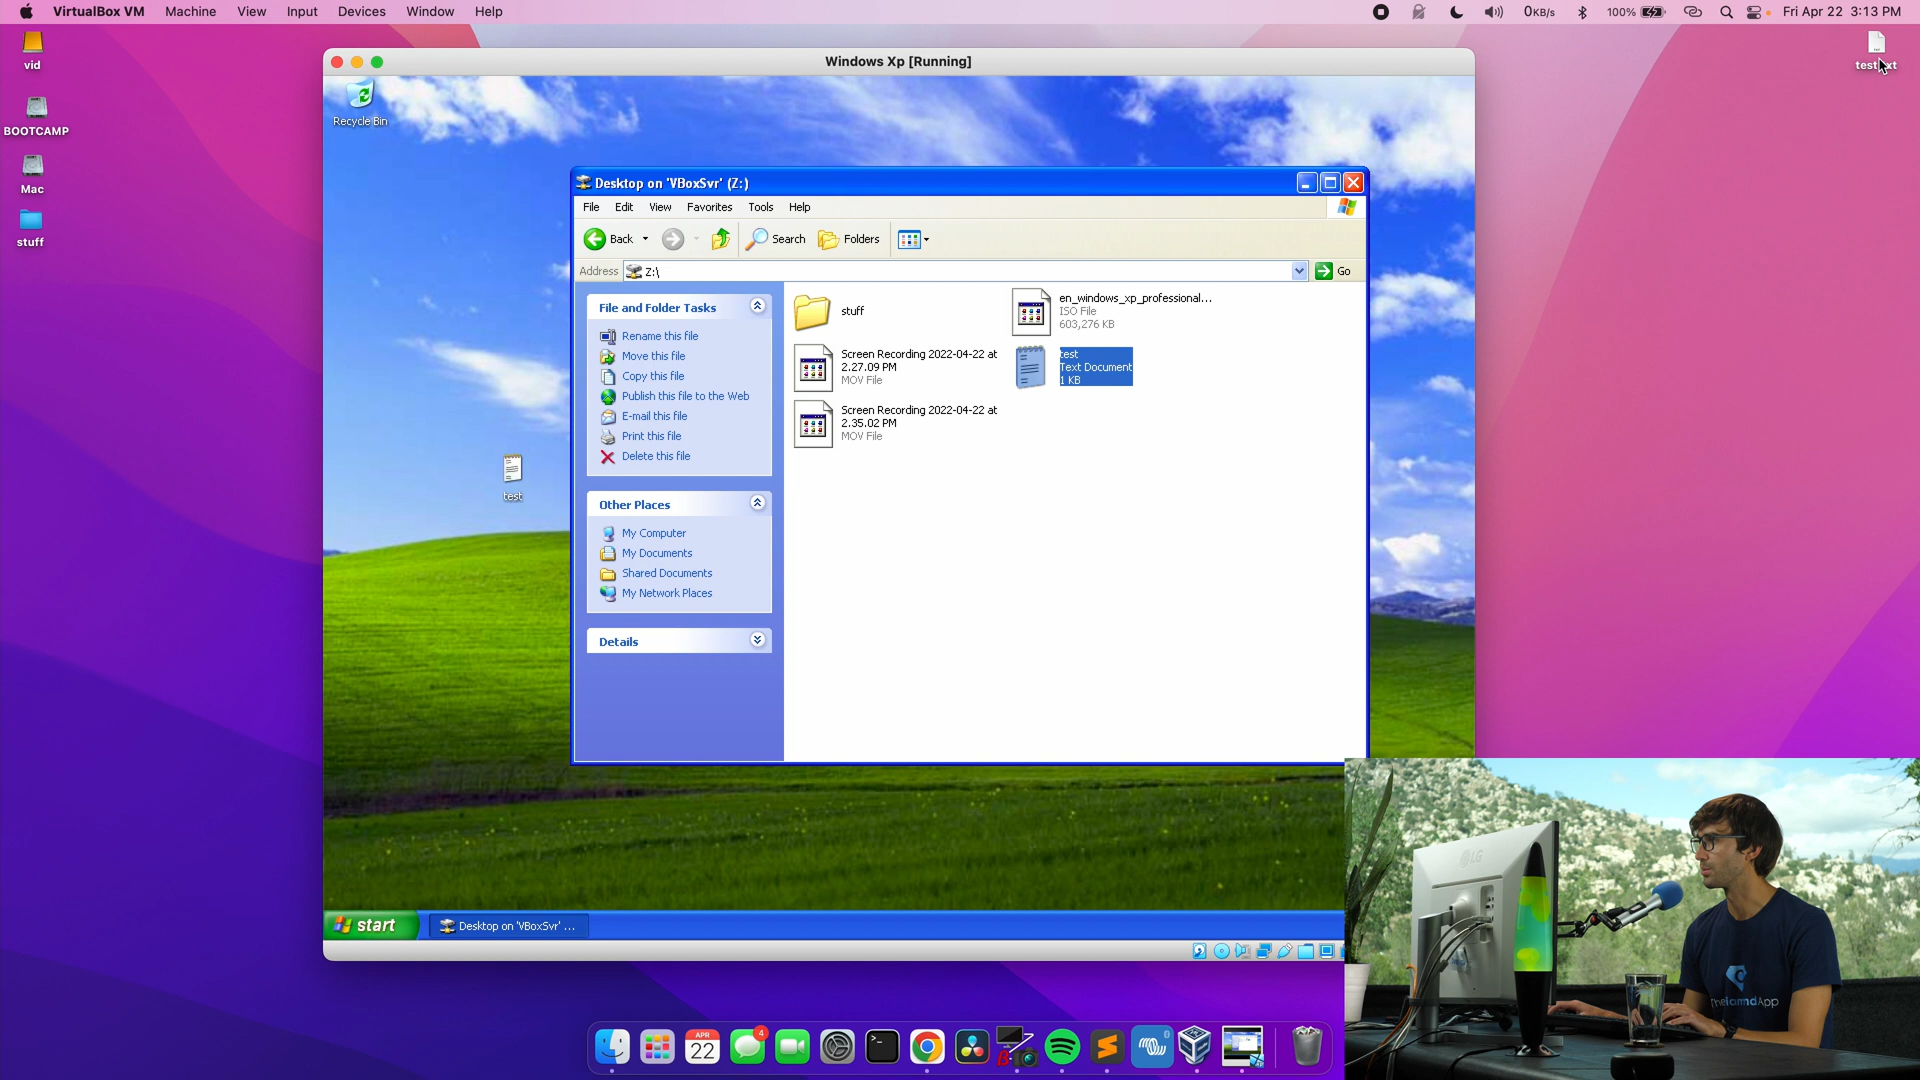 VirtualBox VM Machine View Input Devices Window Help
0KB/s 100% Fri Apr 22 3:13 PM
vid
BOOTCAMP
Mac
stuff
Windows Xp [Running]
Recycle Bin
test
Desktop on 'VBoxSvr' (Z:)
File Edit View Favorites Tools Help
Back Search Folders
Address Z:\ Go
File and Folder Tasks
Rename this file
Move this file
Copy this file
Publish this file to the Web
E-mail this file
Print this file
Delete this file
Other Places
My Computer
My Documents
Shared Documents
My Network Places
Details
stuff
en_windows_xp_professional...
ISO File
603,276 KB
Screen Recording 2022-04-22 at
2.27.09 PM
MOV File
test
Text Document
1 KB
Screen Recording 2022-04-22 at
2.35.02 PM
MOV File
start
Desktop on 'VBoxSvr' ...
APR
22
4
LG